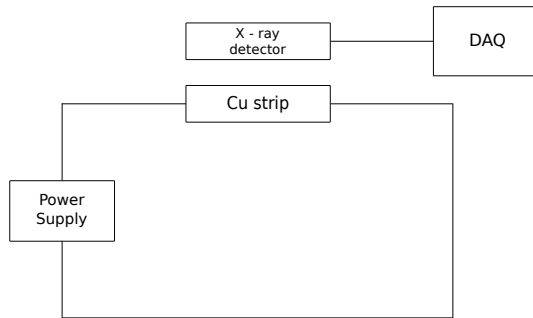 X - ray
detector
DAQ
Cu strip
Power
Supply